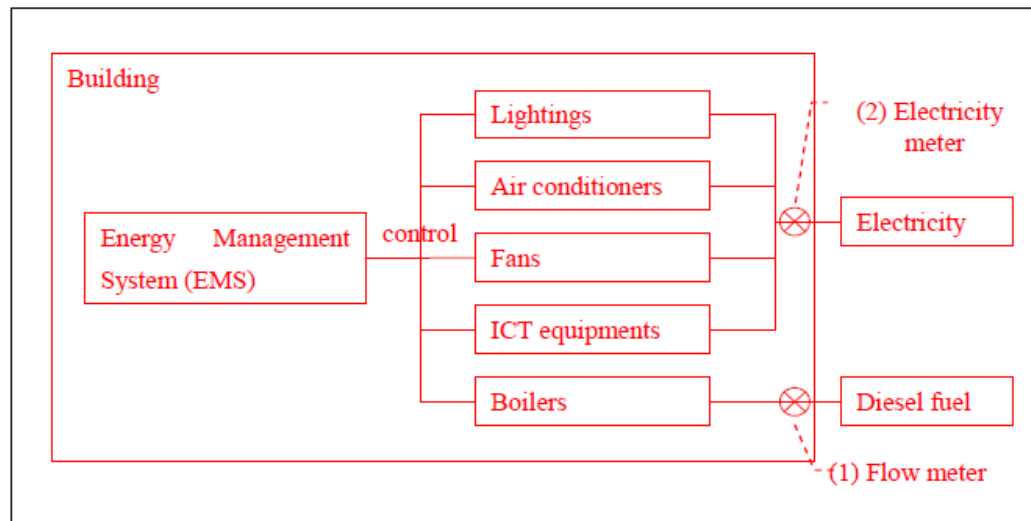 Building
Lightings
(2) Electricity
meter
Air conditioners
Energy Management
System (EMS)
control
Electricity
Fans
ICT equipments
Boilers
Diesel fuel
(1) Flow meter